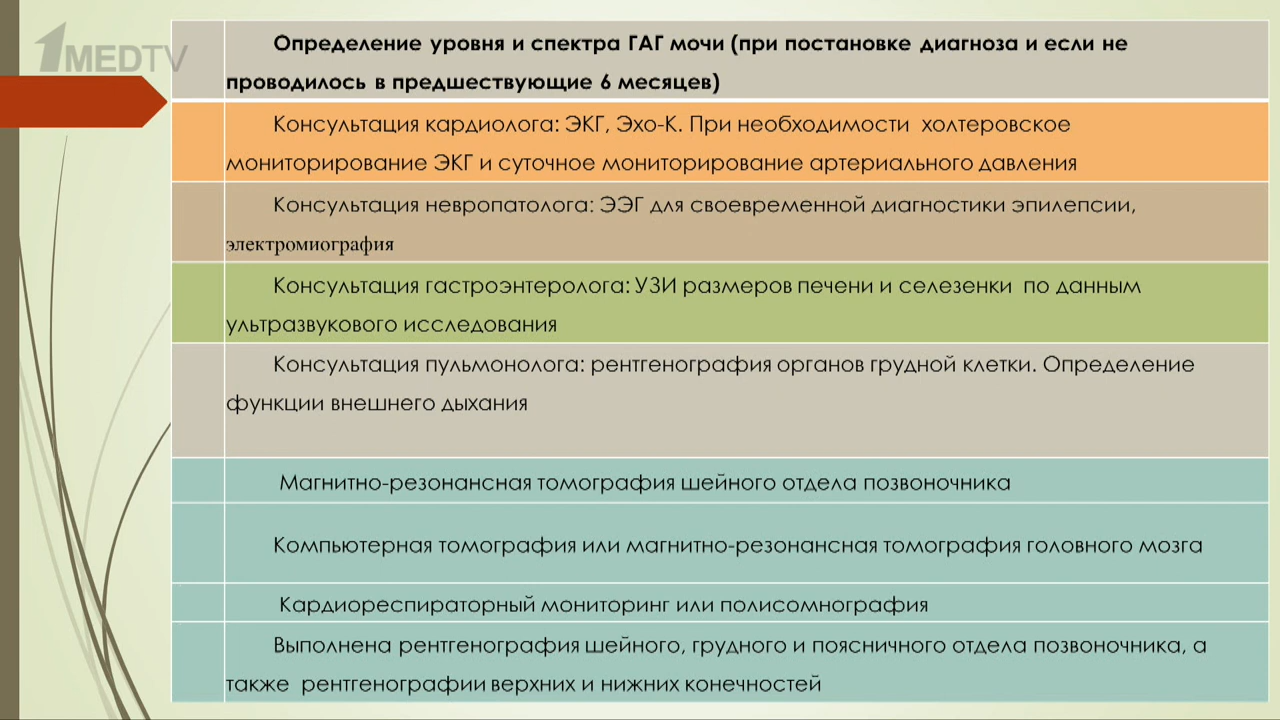 1MEDTV
Определение уровня и спектра ГАГ мочи (при постановке диагноза и если не
проводилось в предшествующие 6 месяцев)
Консультация кардиолога: ЭКГ, Эхо-К. При необходимости холтеровское
мониторирование ЭКГ и суточное мониторирование артериального давления
Консультация невропатолога: ЭЭГ для своевременной диагностики эпилепсии,
электромиография
Консультация гастроэнтеролога: УЗИ размеров печени и селезенки по данным
ультразвукового исследования
Консультация пульмонолога: рентгенография органов грудной клетки. Определение
функции внешнего дыхания
Магнитно-резонансная томография шейного отдела позвоночника
Компьютерная томография или магнитно-резонансная томография головного мозга
Кардиореспираторный мониторинг или полисомнография
Выполнена рентгенография шейного, грудного и поясничного отдела позвоночника, а
также рентгенографии верхних и нижних конечностей